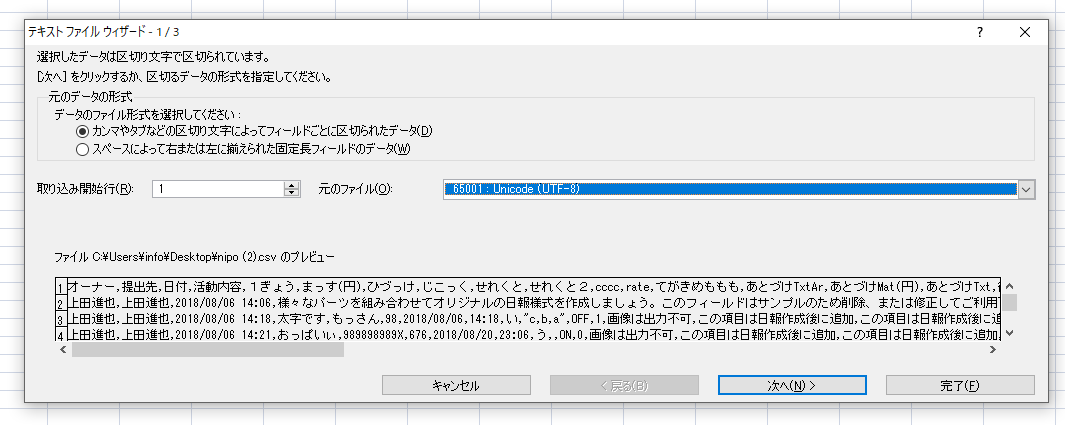 テキスト ファイル ウィザード - 1 / 3
選択したデータは区切り文字で区切られています。
[次へ] をクリックするか、区切るデータの形式を指定してください。
元のデータの形式
データのファイル形式を選択してください：
カンマやタブなどの区切り文字によってフィールドごとに区切られたデータ(D)
スペースによって右または左に揃えられた固定長フィールドのデータ(W)
取り込み開始行(R): 1 元のファイル(O): 65001 : Unicode (UTF-8)
ファイル C:¥Users¥info¥Desktop¥nipo (2).csv のプレビュー
1 オーナー,提出先,日付,活動内容,１ぎょう,まっす(円),ひづっけ,じこっく,せれくと,せれくと２,cccc,rate,てがきめももも,あとづけTxtAr,あとづけMat(円),あとづけTxt,
2 上田進也,上田進也,2018/08/06 14:06,様々なパーツを組み合わせてオリジナルの日報様式を作成しましょう。このフィールドはサンプルのため削除、または修正してご利用
3 上田進也,上田進也,2018/08/06 14:18,太字です,もっさん,98,2018/08/06,14:18,い,"c,b,a",OFF,1,画像は出力不可,この項目は日報作成後に追加,この項目は日報作成後に追
4 上田進也,上田進也,2018/08/06 14:21,おっぱいい,989898989X,676,2018/08/20,23:06,う,,ON,0,画像は出力不可,この項目は日報作成後に追加,この項目は日報作成後に追加,
キャンセル < 戻る(B) 次へ(N) > 完了(F)